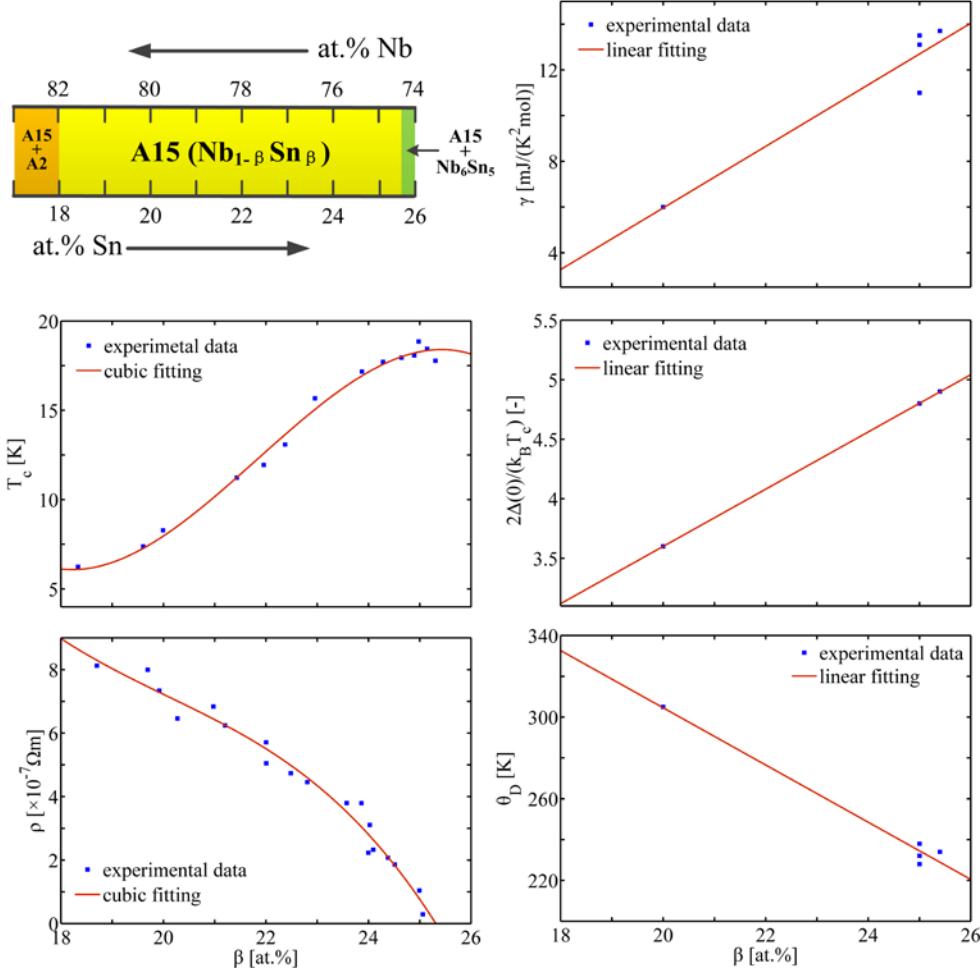 at.% Nb
82 80 78 76 74
A15
+
A2
A15 (Nb1- β Sn β )
A15
+
Nb6Sn5
18 20 22 24 26
at.% Sn
experimental data
linear fitting
12
8
4
γ [mJ/(K²mol)]
20
15
10
5
Tc [K]
experimetal data
cubic fitting
5.5
5
4.5
4
3.5
2Δ(0)/(kBTc) [-]
experimental data
linear fitting
8
6
4
2
0
ρ [×10⁻⁷Ωm]
experimental data
cubic fitting
18 20 22 24 26
β [at.%]
340
300
260
220
θD [K]
experimental data
linear fitting
18 20 22 24 26
β [at.%]